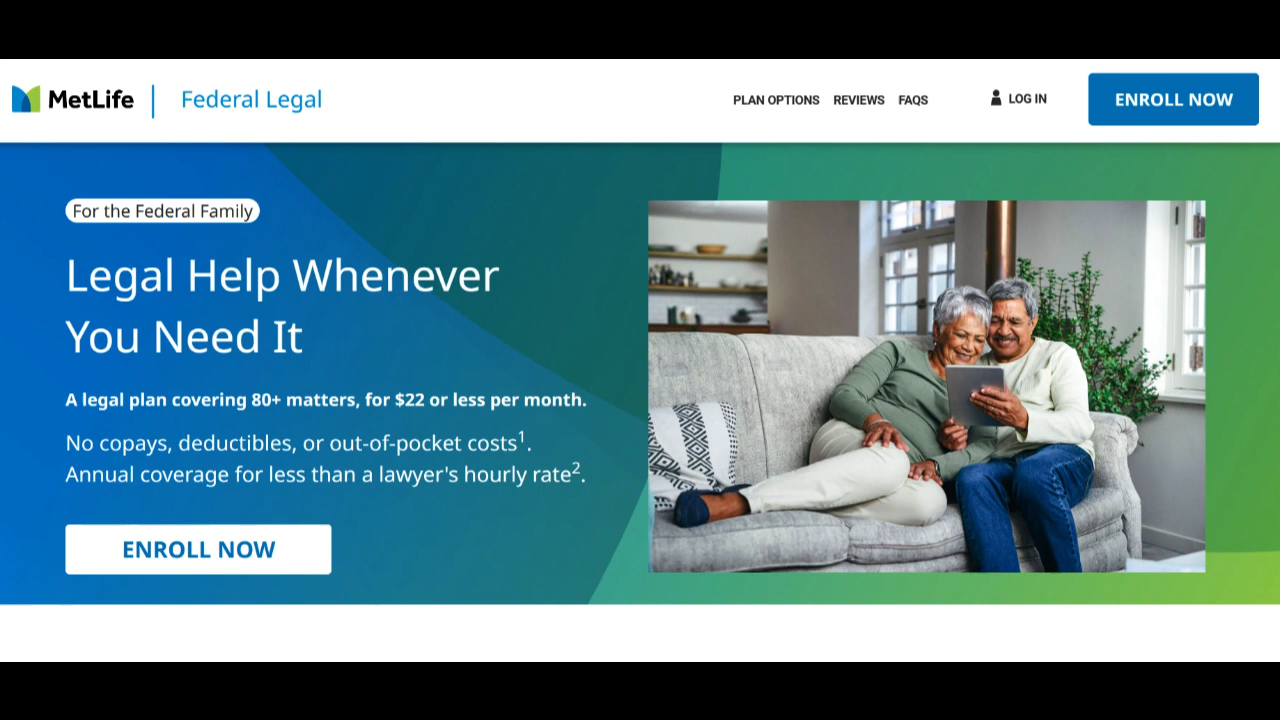 MetLife
Federal Legal
PLAN OPTIONS
REVIEWS
FAQS
LOG IN
ENROLL NOW
For the Federal Family
Legal Help Whenever
You Need It
A legal plan covering 80+ matters, for $22 or less per month.
No copays, deductibles, or out-of-pocket costs1.
Annual coverage for less than a lawyer's hourly rate2.
ENROLL NOW